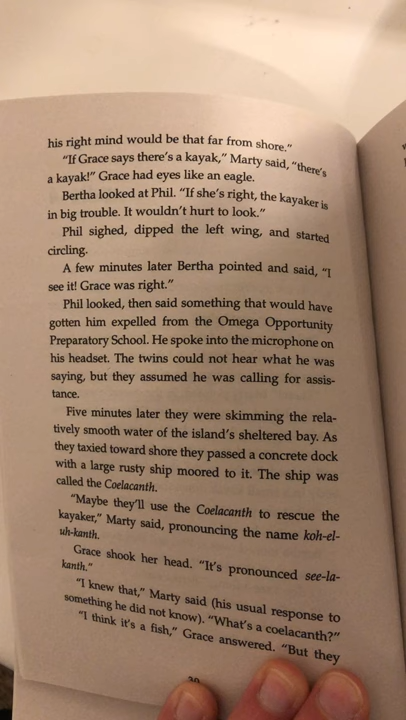 his right mind would be that far from shore."
"If Grace says there's a kayak," Marty said, "there's
a kayak!" Grace had eyes like an eagle.
Bertha looked at Phil. "If she's right, the kayaker is
in big trouble. It wouldn't hurt to look."
Phil sighed, dipped the left wing, and started
circling.
A few minutes later Bertha pointed and said, "I
see it! Grace was right."
Phil looked, then said something that would have
gotten him expelled from the Omega Opportunity
Preparatory School. He spoke into the microphone on
his headset. The twins could not hear what he was
saying, but they assumed he was calling for assis-
tance.
Five minutes later they were skimming the rela-
tively smooth water of the island's sheltered bay. As
they taxied toward shore they passed a concrete dock
with a large rusty ship moored to it. The ship was
called the Coelacanth.
"Maybe they'll use the Coelacanth to rescue the
kayaker," Marty said, pronouncing the name koh-el-
uh-kanth.
Grace shook her head. "It's pronounced see-la-
kanth."
"I knew that," Marty said (his usual response to
something he did not know). "What's a coelacanth?"
"I think it's a fish," Grace answered. "But they